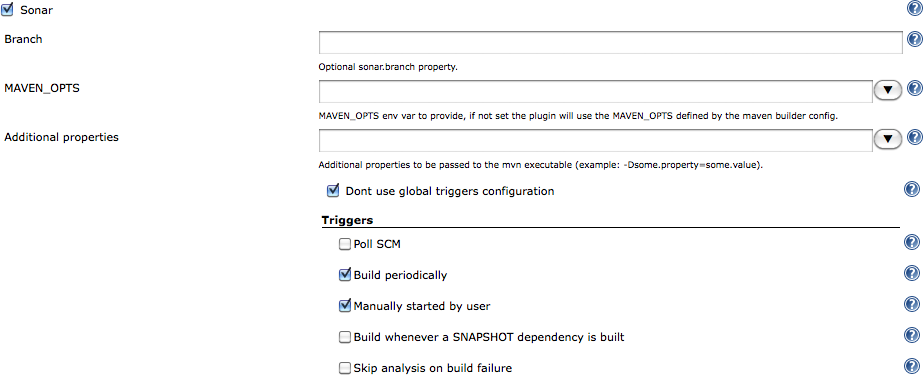 Sonar
Branch
Optional sonar.branch property.
MAVEN_OPTS
MAVEN_OPTS env var to provide, if not set the plugin will use the MAVEN_OPTS defined by the maven builder config.
Additional properties
Additional properties to be passed to the mvn executable (example: -Dsome.property=some.value).
Dont use global triggers configuration
Triggers
Poll SCM
Build periodically
Manually started by user
Build whenever a SNAPSHOT dependency is built
Skip analysis on build failure